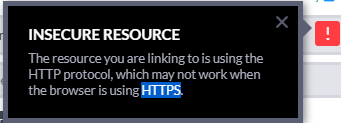 INSECURE RESOURCE
The resource you are linking to is using the
HTTP protocol, which may not work when
the browser is using HTTPS.